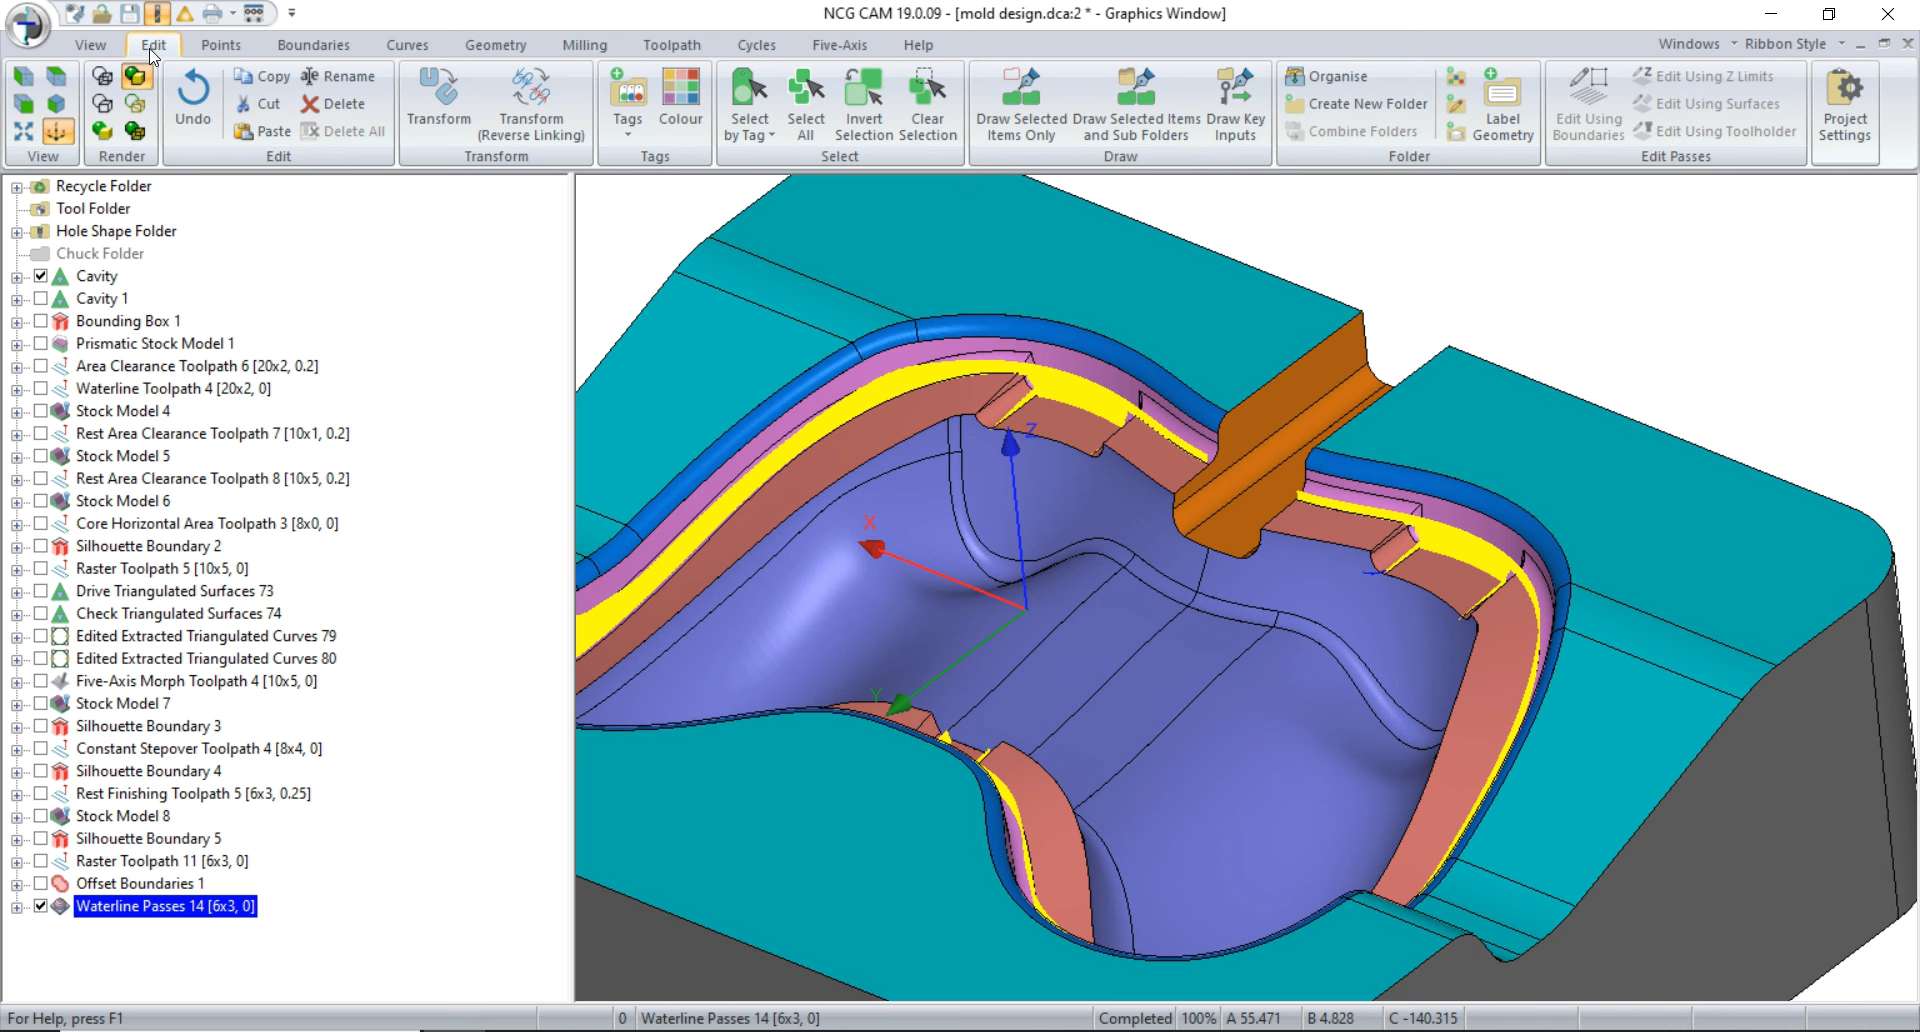 NCG CAM 19.0.09 - [mold design.dca:2 * - Graphics Window]
View Edit Points Boundaries Curves Geometry Milling Toolpath Cycles Five-Axis Help Windows Ribbon Style
Undo
Copy
Cut
Paste
Rename
Delete
Delete All
Transform
Transform
(Reverse Linking)
Tags
Colour
Select
by Tag
Select
All
Invert
Selection
Clear
Selection
Draw Selected
Items Only
Draw Selected Items
and Sub Folders
Draw Key
Inputs
Organise
Create New Folder
Combine Folders
Label
Geometry
Edit Using
Boundaries
Edit Using Z Limits
Edit Using Surfaces
Edit Using Toolholder
Project
Settings
View Render Edit Transform Tags Select Draw Folder Edit Passes
Recycle Folder
Tool Folder
Hole Shape Folder
Chuck Folder
Cavity
Cavity 1
Bounding Box 1
Prismatic Stock Model 1
Area Clearance Toolpath 6 [20x2, 0.2]
Waterline Toolpath 4 [20x2, 0]
Stock Model 4
Rest Area Clearance Toolpath 7 [10x1, 0.2]
Stock Model 5
Rest Area Clearance Toolpath 8 [10x5, 0.2]
Stock Model 6
Core Horizontal Area Toolpath 3 [8x0, 0]
Silhouette Boundary 2
Raster Toolpath 5 [10x5, 0]
Drive Triangulated Surfaces 73
Check Triangulated Surfaces 74
Edited Extracted Triangulated Curves 79
Edited Extracted Triangulated Curves 80
Five-Axis Morph Toolpath 4 [10x5, 0]
Stock Model 7
Silhouette Boundary 3
Constant Stepover Toolpath 4 [8x4, 0]
Silhouette Boundary 4
Rest Finishing Toolpath 5 [6x3, 0.25]
Stock Model 8
Silhouette Boundary 5
Raster Toolpath 11 [6x3, 0]
Offset Boundaries 1
Waterline Passes 14 [6x3, 0]
Z
X
Y
For Help, press F1 0 Waterline Passes 14 [6x3, 0] Completed 100% A 55.471 B 4.828 C -140.315